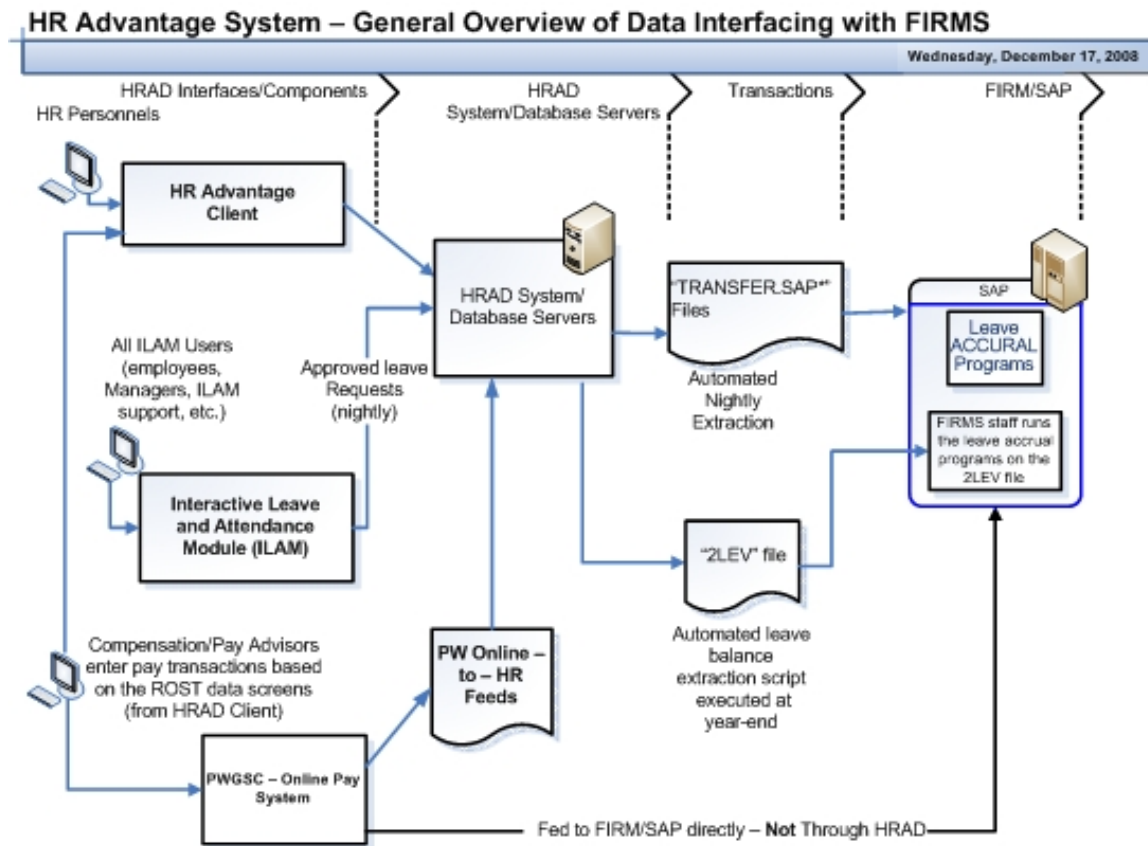 HR Advantage System – General Overview of Data Interfacing with FIRMS
Wednesday, December 17, 2008
HRAD Interfaces/Components
HRAD
System/Database Servers
Transactions
FIRM/SAP
HR Personnels
HR Advantage
Client
HRAD System/
Database Servers
"TRANSFER.SAP*"
Files
Automated
Nightly
Extraction
SAP
Leave
ACCURAL
Programs
FIRMS staff runs
the leave accrual
programs on the
2LEV file
All ILAM Users
(employees,
Managers, ILAM
support, etc.)
Approved leave
Requests
(nightly)
Interactive Leave
and Attendance
Module (ILAM)
"2LEV" file
Automated leave
balance
extraction script
executed at
year-end
Compensation/Pay Advisors
enter pay transactions based
on the ROST data screens
(from HRAD Client)
PW Online –
to – HR
Feeds
PWGSC – Online Pay
System
Fed to FIRM/SAP directly – Not Through HRAD